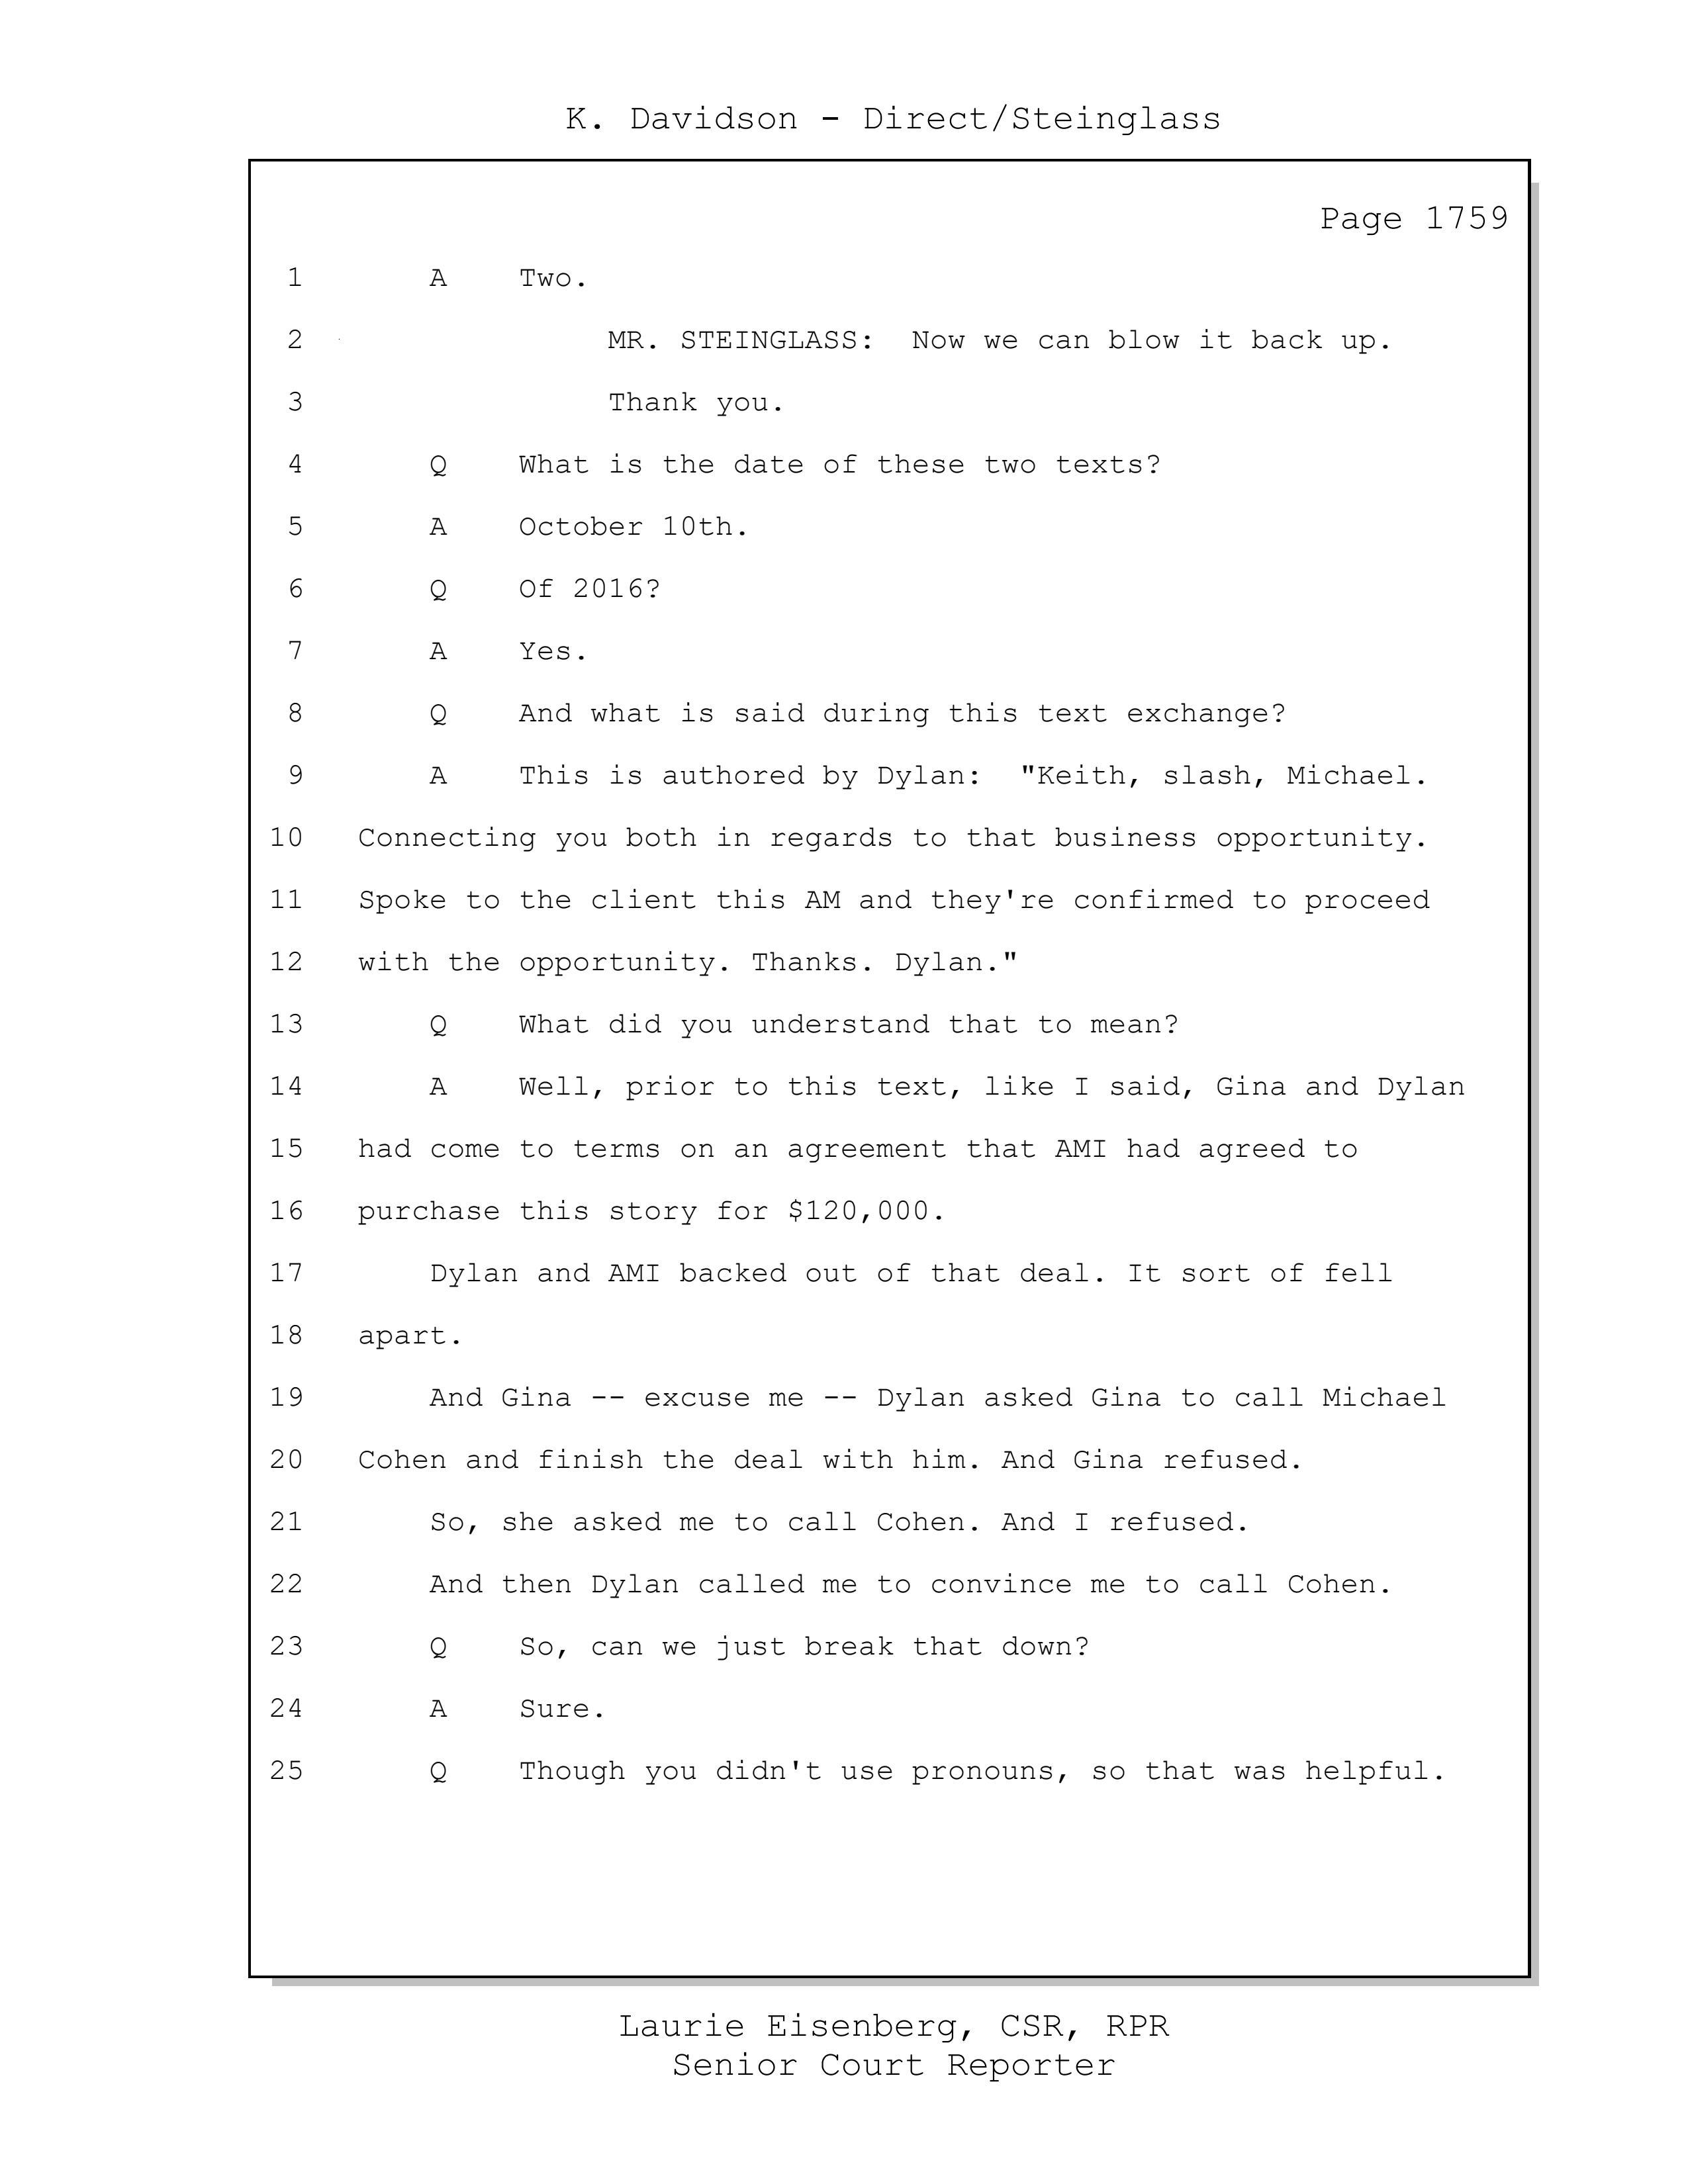 K. Davidson - Direct/Steinglass
Page 1759
1 A Two.
2 MR. STEINGLASS: Now we can blow it back up.
3 Thank you.
4 Q What is the date of these two texts?
5 A October 10th.
6 Q Of 2016?
7 A Yes.
8 Q And what is said during this text exchange?
9 A This is authored by Dylan: "Keith, slash, Michael.
10 Connecting you both in regards to that business opportunity.
11 Spoke to the client this AM and they're confirmed to proceed
12 with the opportunity. Thanks. Dylan."
13 Q What did you understand that to mean?
14 A Well, prior to this text, like I said, Gina and Dylan
15 had come to terms on an agreement that AMI had agreed to
16 purchase this story for $120,000.
17 Dylan and AMI backed out of that deal. It sort of fell
18 apart.
19 And Gina -- excuse me -- Dylan asked Gina to call Michael
20 Cohen and finish the deal with him. And Gina refused.
21 So, she asked me to call Cohen. And I refused.
22 And then Dylan called me to convince me to call Cohen.
23 Q So, can we just break that down?
24 A Sure.
25 Q Though you didn't use pronouns, so that was helpful.
Laurie Eisenberg, CSR, RPR
Senior Court Reporter